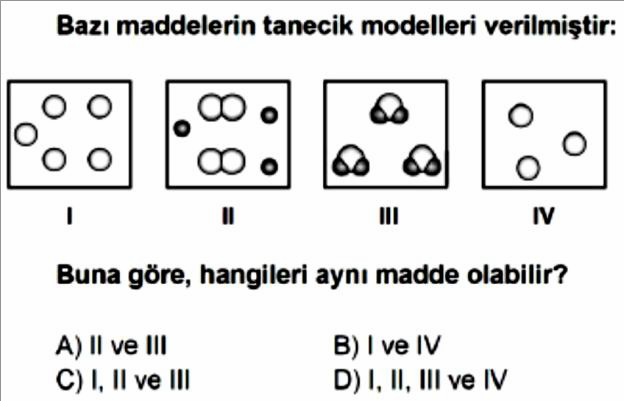 Bazı maddelerin tanecik modelleri verilmiştir:
I II III IV
Buna göre, hangileri aynı madde olabilir?
A) II ve III B) I ve IV
C) I, II ve III D) I, II, III ve IV